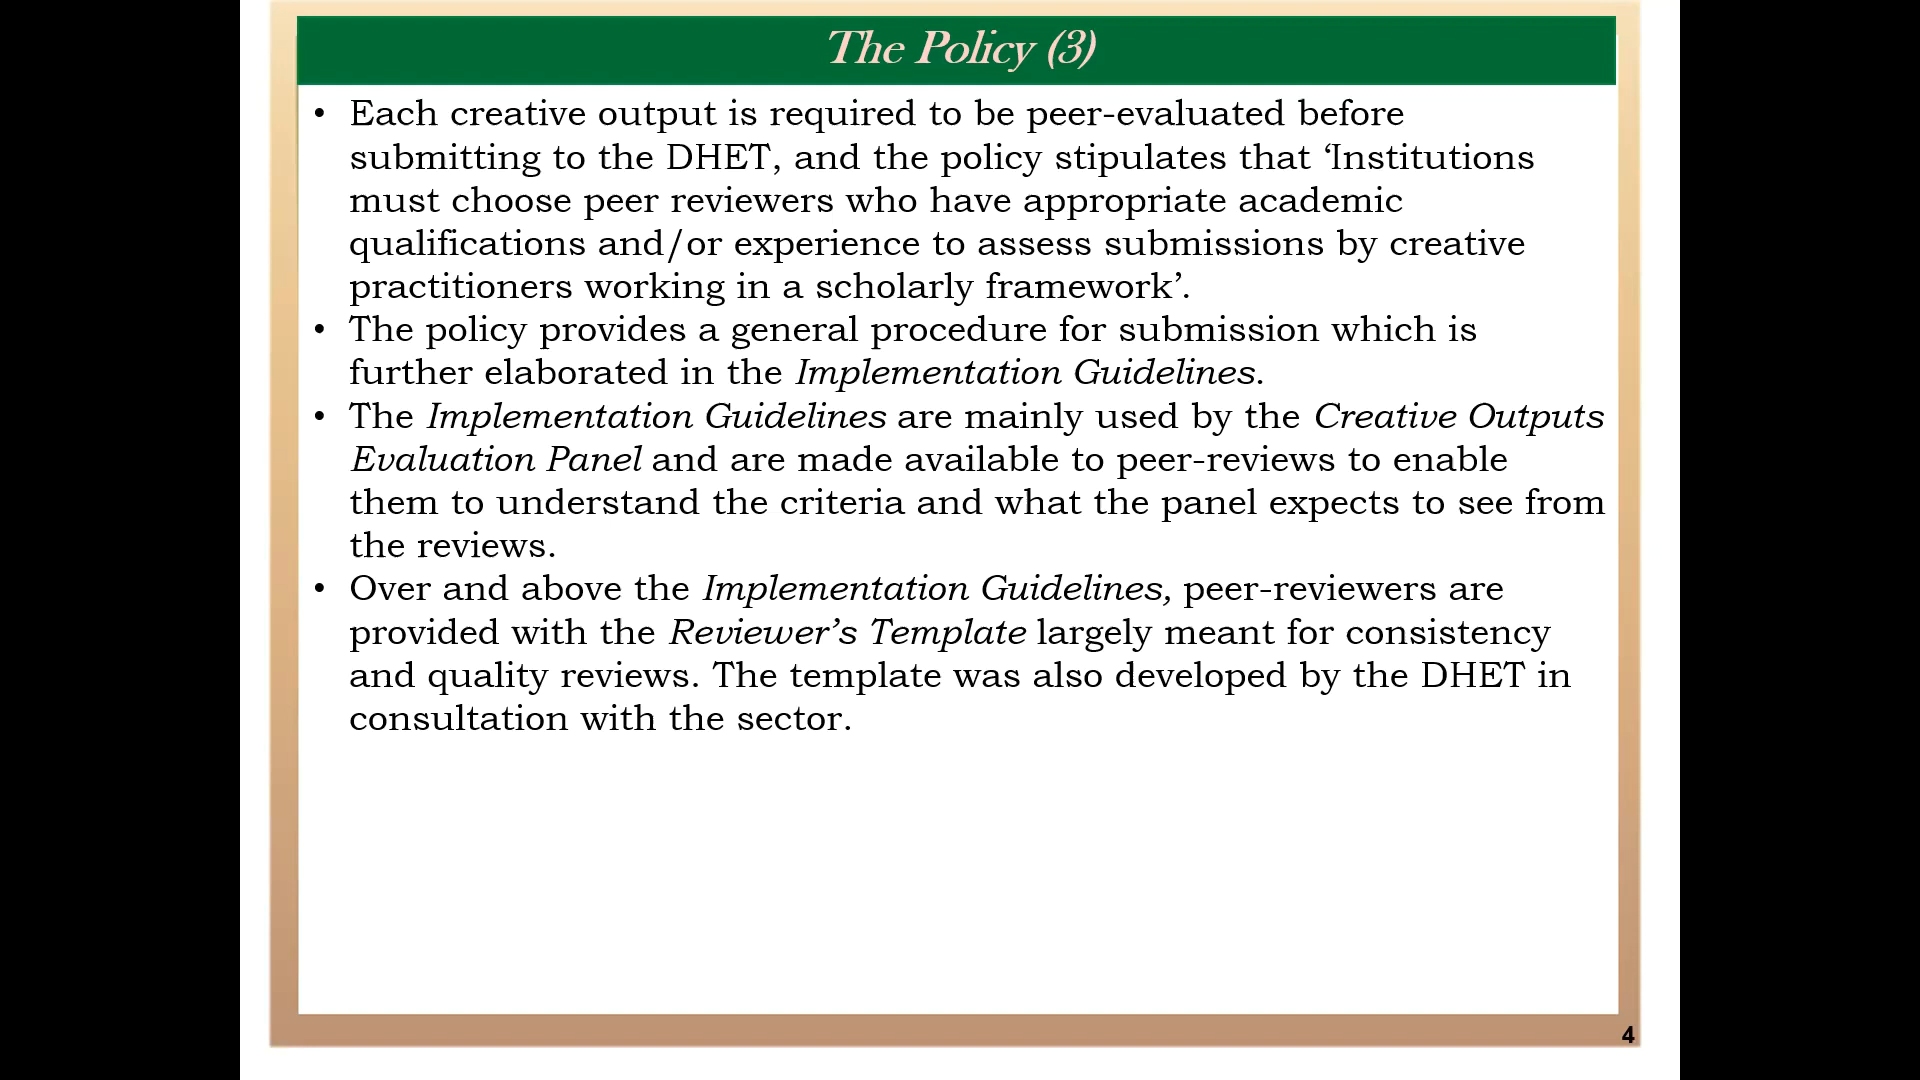 The Policy (3)
• Each creative output is required to be peer-evaluated before
submitting to the DHET, and the policy stipulates that ‘Institutions
must choose peer reviewers who have appropriate academic
qualifications and/or experience to assess submissions by creative
practitioners working in a scholarly framework’.
• The policy provides a general procedure for submission which is
further elaborated in the Implementation Guidelines.
• The Implementation Guidelines are mainly used by the Creative Outputs
Evaluation Panel and are made available to peer-reviews to enable
them to understand the criteria and what the panel expects to see from
the reviews.
• Over and above the Implementation Guidelines, peer-reviewers are
provided with the Reviewer’s Template largely meant for consistency
and quality reviews. The template was also developed by the DHET in
consultation with the sector.
4